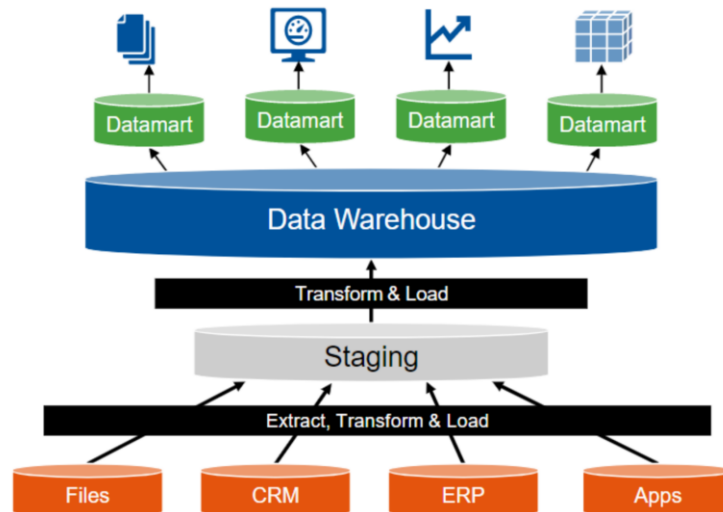 Datamart
Datamart
Datamart
Datamart
Data Warehouse
Transform & Load
Staging
Extract, Transform & Load
Files
CRM
ERP
Apps